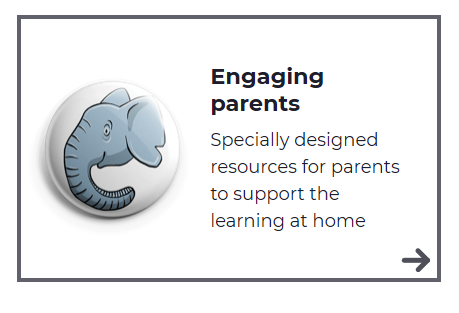 Engaging
parents
Specially designed
resources for parents
to support the
learning at home